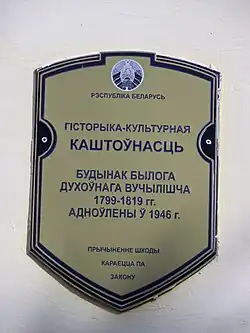 РЭСПУБЛІКА БЕЛАРУСЬ
ГІСТОРЫКА-КУЛЬТУРНАЯ
КАШТОЎНАСЦЬ
БУДЫНАК БЫЛОГА
ДУХОЎНАГА ВУЧЫЛІШЧА
1799-1819 гг.
АДНОЎЛЕНЫ Ў 1946 г.
ПРЫЧЫНЕННЕ ШКОДЫ
КАРАЕЦЦА ПА
ЗАКОНУ